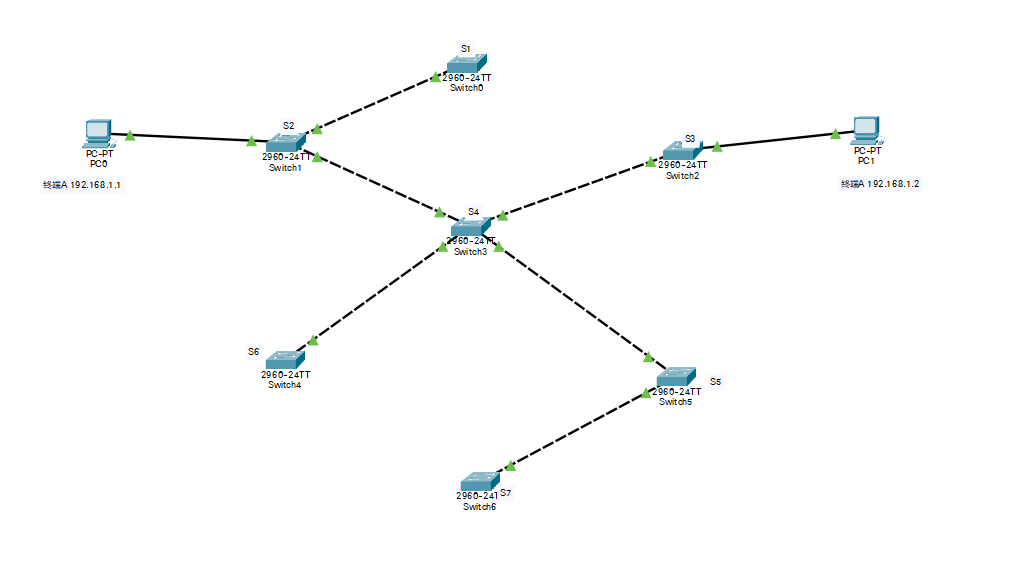 S1
2960-24TT
Switch0
S2
2960-24TT
Switch1
PC-PT
PC0
终端A 192.168.1.1
S3
2960-24TT
Switch2
PC-PT
PC1
终端A 192.168.1.2
S4
2960-24TT
Switch3
S6
2960-24TT
Switch4
S5
2960-24TT
Switch5
S7
2960-24T
Switch6